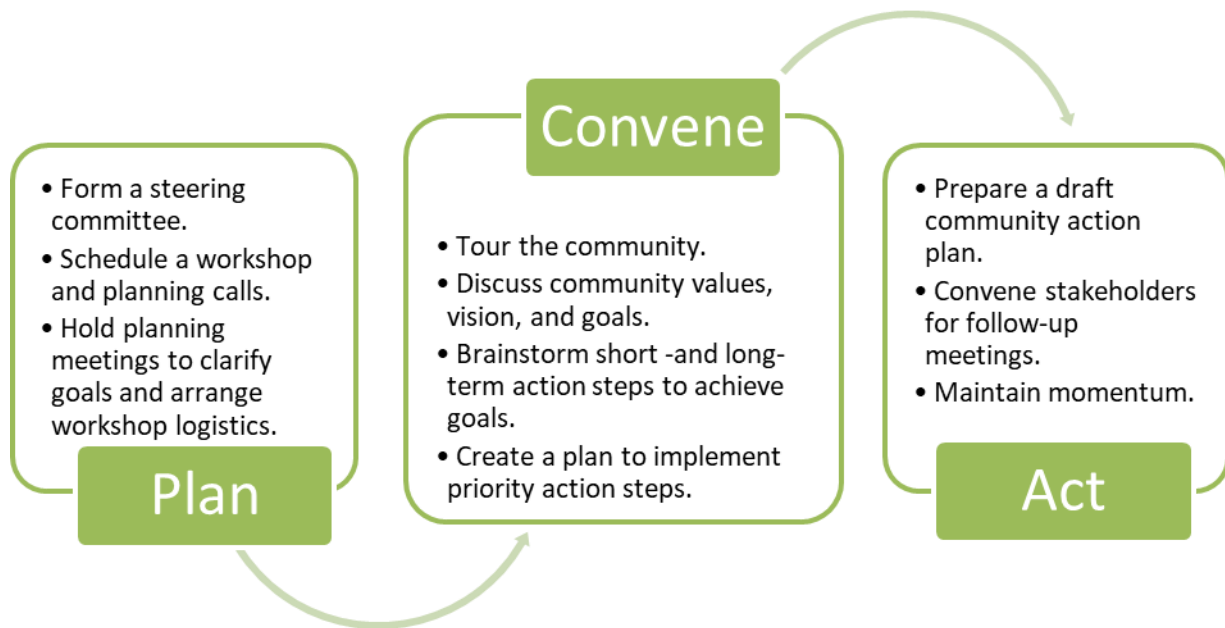 • Form a steering
committee.
• Schedule a workshop
and planning calls.
• Hold planning
meetings to clarify
goals and arrange
workshop logistics.
Plan
Convene
• Tour the community.
• Discuss community values,
vision, and goals.
• Brainstorm short -and long-
term action steps to achieve
goals.
• Create a plan to implement
priority action steps.
• Prepare a draft
community action
plan.
• Convene stakeholders
for follow-up
meetings.
• Maintain momentum.
Act